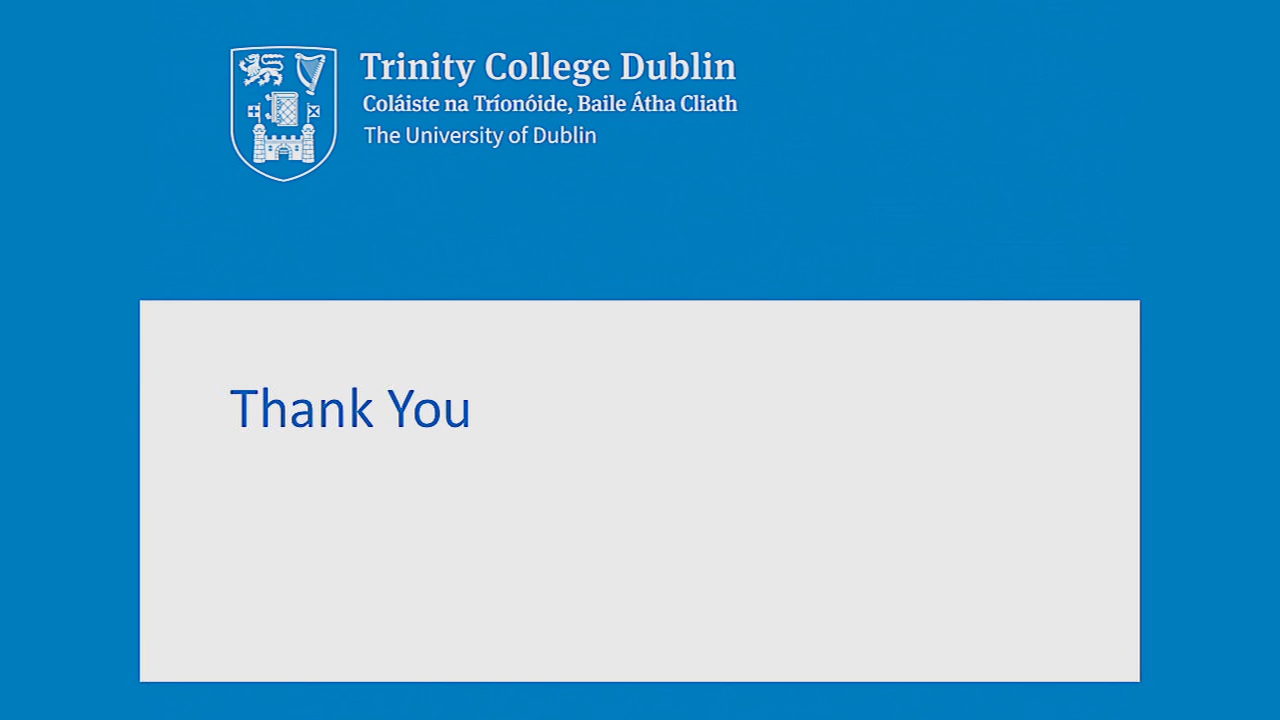 Trinity College Dublin
Coláiste na Tríonóide, Baile Átha Cliath
The University of Dublin
Thank You